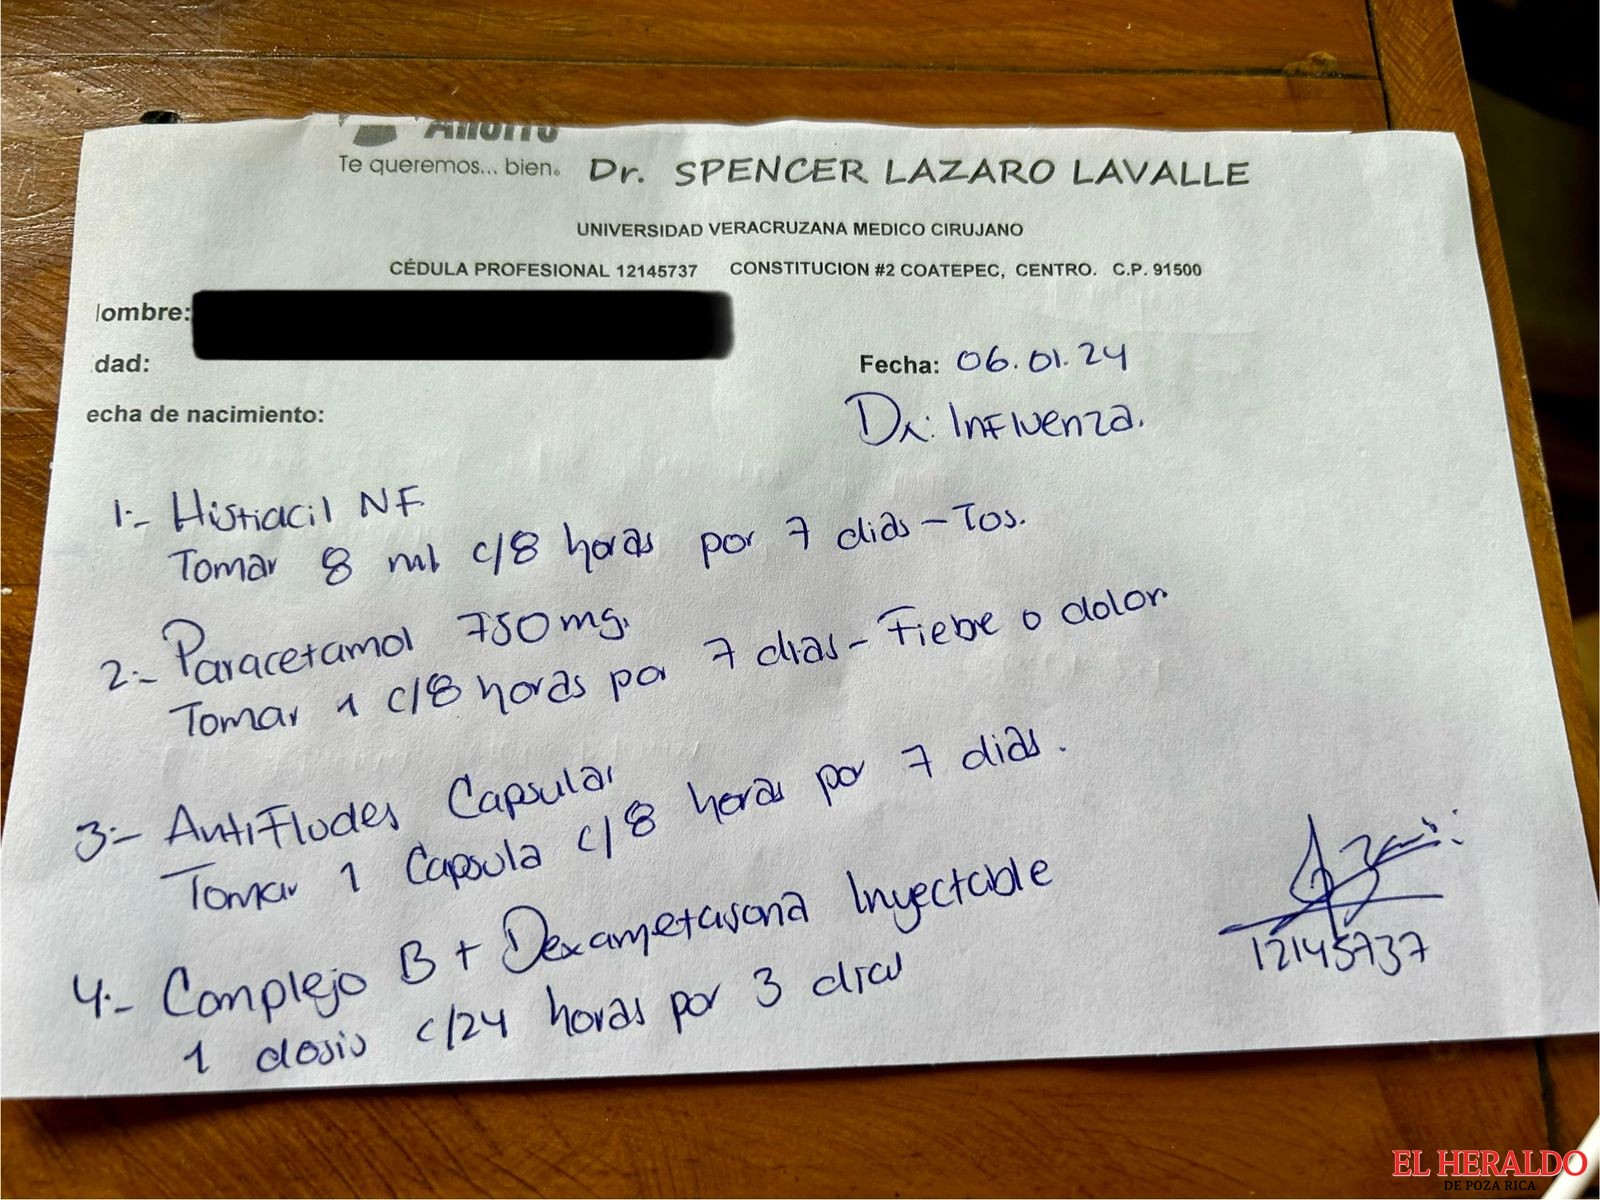 Ahorro
Te queremos... bien.
Dr. SPENCER LAZARO LAVALLE
UNIVERSIDAD VERACRUZANA MEDICO CIRUJANO
CÉDULA PROFESIONAL 12145737 CONSTITUCION #2 COATEPEC, CENTRO. C.P. 91500
ombre:
dad:
Fecha: 06.01.24
echa de nacimiento:
Dx: Influenza.
1.- Histiacil NF.
Tomar 8 ml c/8 horas por 7 dias - Tos.
2.- Paracetamol 750 mg.
Tomar 1 c/8 horas por 7 dias - Fiebre o dolor
3.- Antifludes Capsular
Tomar 1 Capsula c/8 horas por 7 dias.
4.- Complejo B + Dexametasona Inyectable
1 dosis c/24 horas por 3 dias
12145737
EL HERALDO
DE POZA RICA